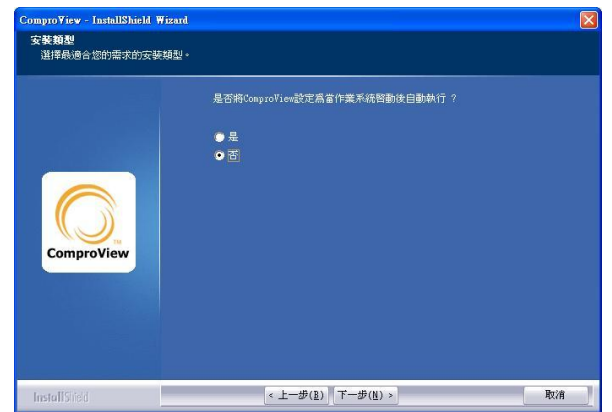 ComproView - InstallShield Wizard
安裝類型
選擇最適合您的需求的安裝類型。
是否將ComproView設定為當作業系統啓動後自動執行 ?
是
否
TM
ComproView
InstallShield
< 上一步(B)
下一步(N) >
取消